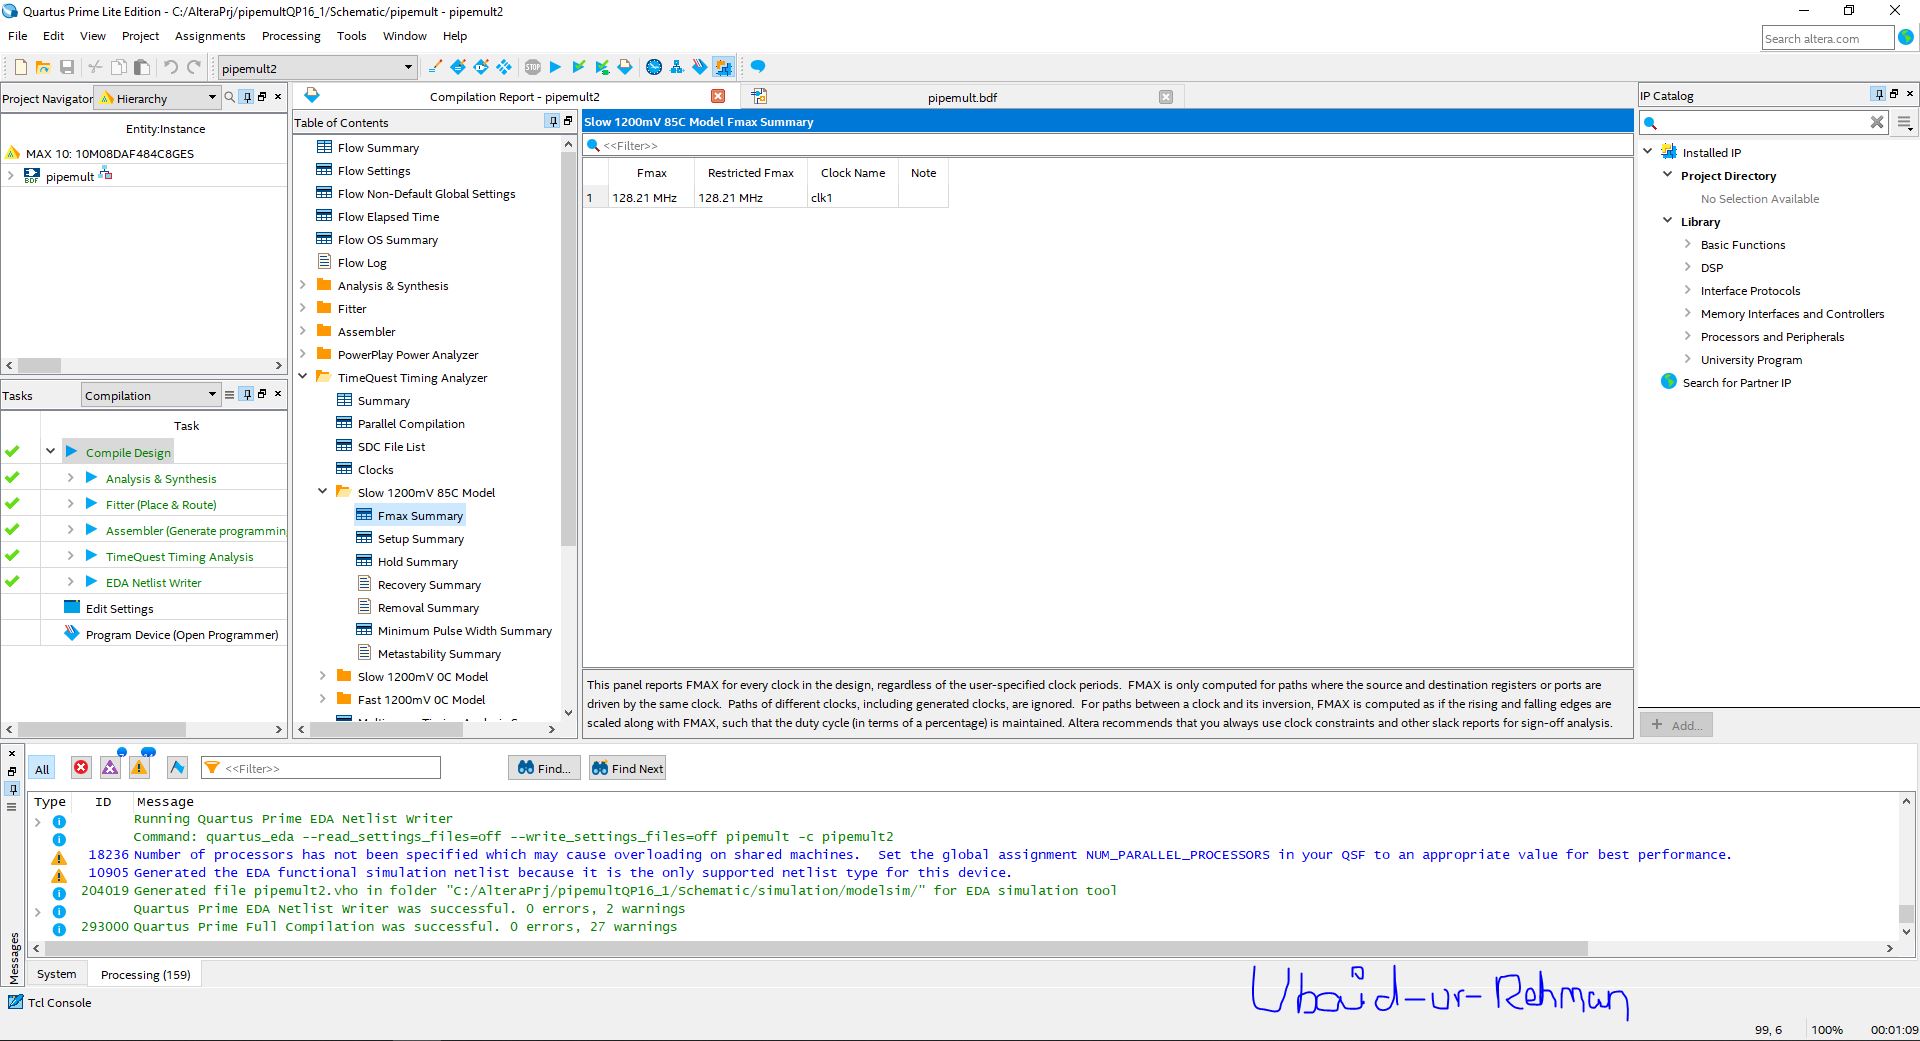 Quartus Prime Lite Edition - C:/AlteraPrj/pipemultQP16_1/Schematic/pipemult - pipemult2
File Edit View Project Assignments Processing Tools Window Help
Search altera.com
pipemult2
Project Navigator Hierarchy
Entity:Instance
MAX 10: 10M08DAF484C8GES
pipemult
Tasks Compilation
Task
Compile Design
Analysis & Synthesis
Fitter (Place & Route)
Assembler (Generate programmin
TimeQuest Timing Analysis
EDA Netlist Writer
Edit Settings
Program Device (Open Programmer)
Compilation Report - pipemult2
pipemult.bdf
Table of Contents
Flow Summary
Flow Settings
Flow Non-Default Global Settings
Flow Elapsed Time
Flow OS Summary
Flow Log
Analysis & Synthesis
Fitter
Assembler
PowerPlay Power Analyzer
TimeQuest Timing Analyzer
Summary
Parallel Compilation
SDC File List
Clocks
Slow 1200mV 85C Model
Fmax Summary
Setup Summary
Hold Summary
Recovery Summary
Removal Summary
Minimum Pulse Width Summary
Metastability Summary
Slow 1200mV 0C Model
Fast 1200mV 0C Model
Slow 1200mV 85C Model Fmax Summary
<<Filter>>
Fmax Restricted Fmax Clock Name Note
1 128.21 MHz 128.21 MHz clk1
This panel reports FMAX for every clock in the design, regardless of the user-specified clock periods. FMAX is only computed for paths where the source and destination registers or ports are
driven by the same clock. Paths of different clocks, including generated clocks, are ignored. For paths between a clock and its inversion, FMAX is computed as if the rising and falling edges are
scaled along with FMAX, such that the duty cycle (in terms of a percentage) is maintained. Altera recommends that you always use clock constraints and other slack reports for sign-off analysis.
IP Catalog
Installed IP
Project Directory
No Selection Available
Library
Basic Functions
DSP
Interface Protocols
Memory Interfaces and Controllers
Processors and Peripherals
University Program
Search for Partner IP
+ Add...
All <<Filter>> Find... Find Next
Type ID Message
Running Quartus Prime EDA Netlist Writer
Command: quartus_eda --read_settings_files=off --write_settings_files=off pipemult -c pipemult2
18236 Number of processors has not been specified which may cause overloading on shared machines. Set the global assignment NUM_PARALLEL_PROCESSORS in your QSF to an appropriate value for best performance.
10905 Generated the EDA functional simulation netlist because it is the only supported netlist type for this device.
204019 Generated file pipemult2.vho in folder "C:/AlteraPrj/pipemultQP16_1/Schematic/simulation/modelsim/" for EDA simulation tool
Quartus Prime EDA Netlist Writer was successful. 0 errors, 2 warnings
293000 Quartus Prime Full Compilation was successful. 0 errors, 27 warnings
Messages
System Processing (159)
Tcl Console
Ubaid-ur-Rehman
99, 6 100% 00:01:09